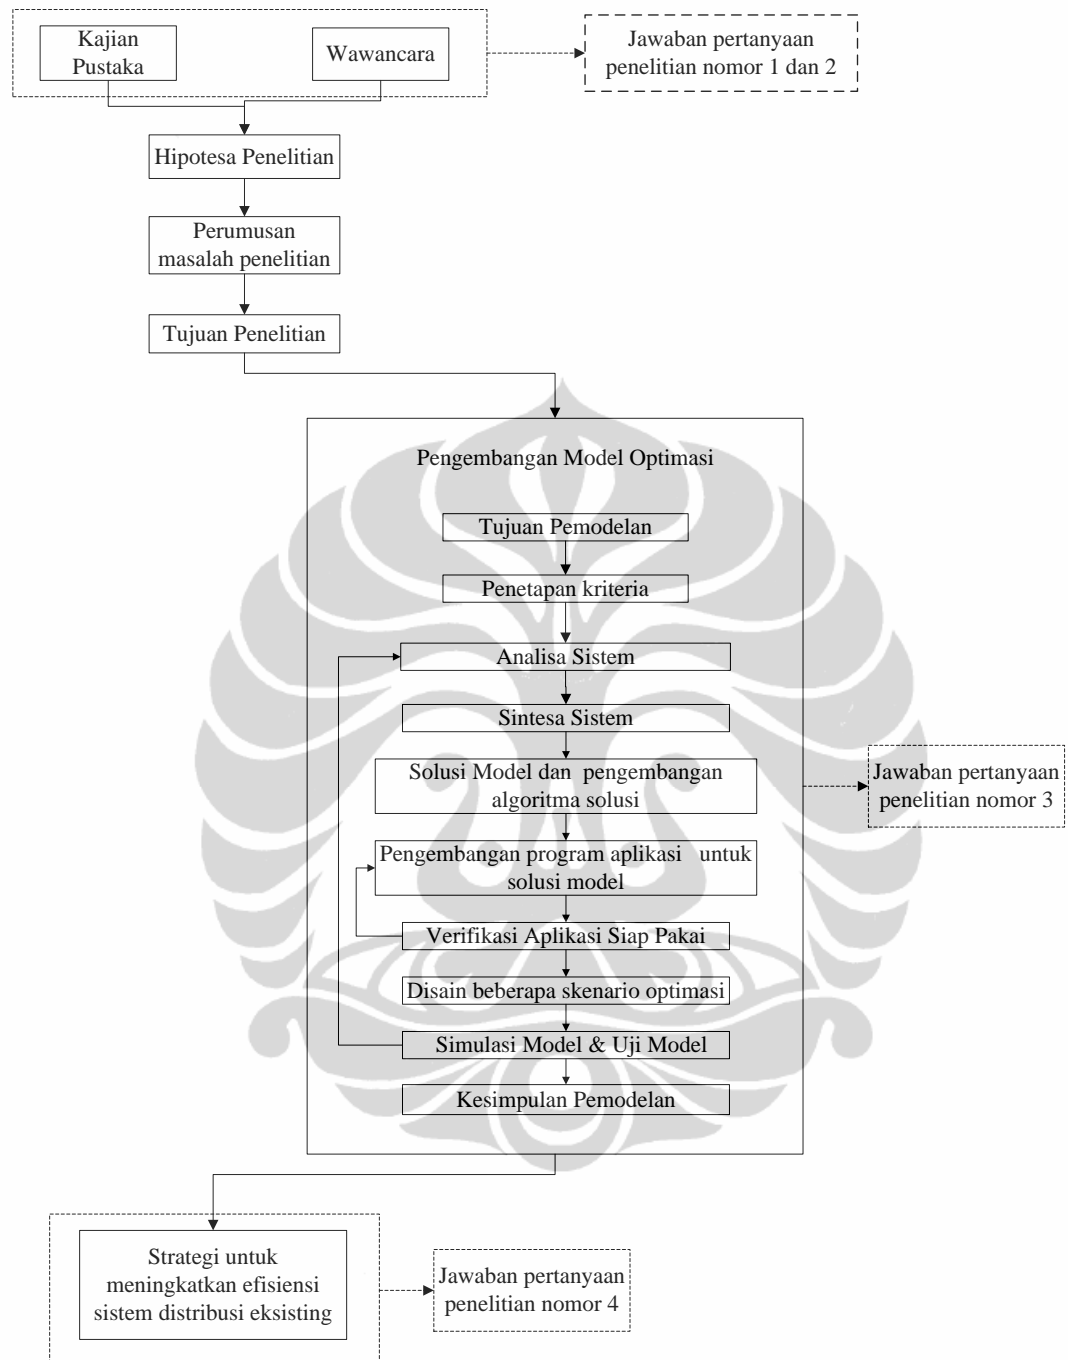 Kajian
Pustaka
Wawancara
Jawaban pertanyaan
penelitian nomor 1 dan 2
Hipotesa Penelitian
Perumusan
masalah penelitian
Tujuan Penelitian
Pengembangan Model Optimasi
Tujuan Pemodelan
Penetapan kriteria
Analisa Sistem
Sintesa Sistem
Solusi Model dan pengembangan
algoritma solusi
Jawaban pertanyaan
penelitian nomor 3
Pengembangan program aplikasi untuk
solusi model
Verifikasi Aplikasi Siap Pakai
Disain beberapa skenario optimasi
Simulasi Model & Uji Model
Kesimpulan Pemodelan
Strategi untuk
meningkatkan efisiensi
sistem distribusi eksisting
Jawaban pertanyaan
penelitian nomor 4